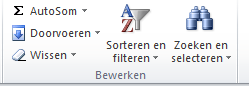 Σ AutoSom
Doorvoeren
Wissen
Sorteren en
filteren
Zoeken en
selecteren
Bewerken